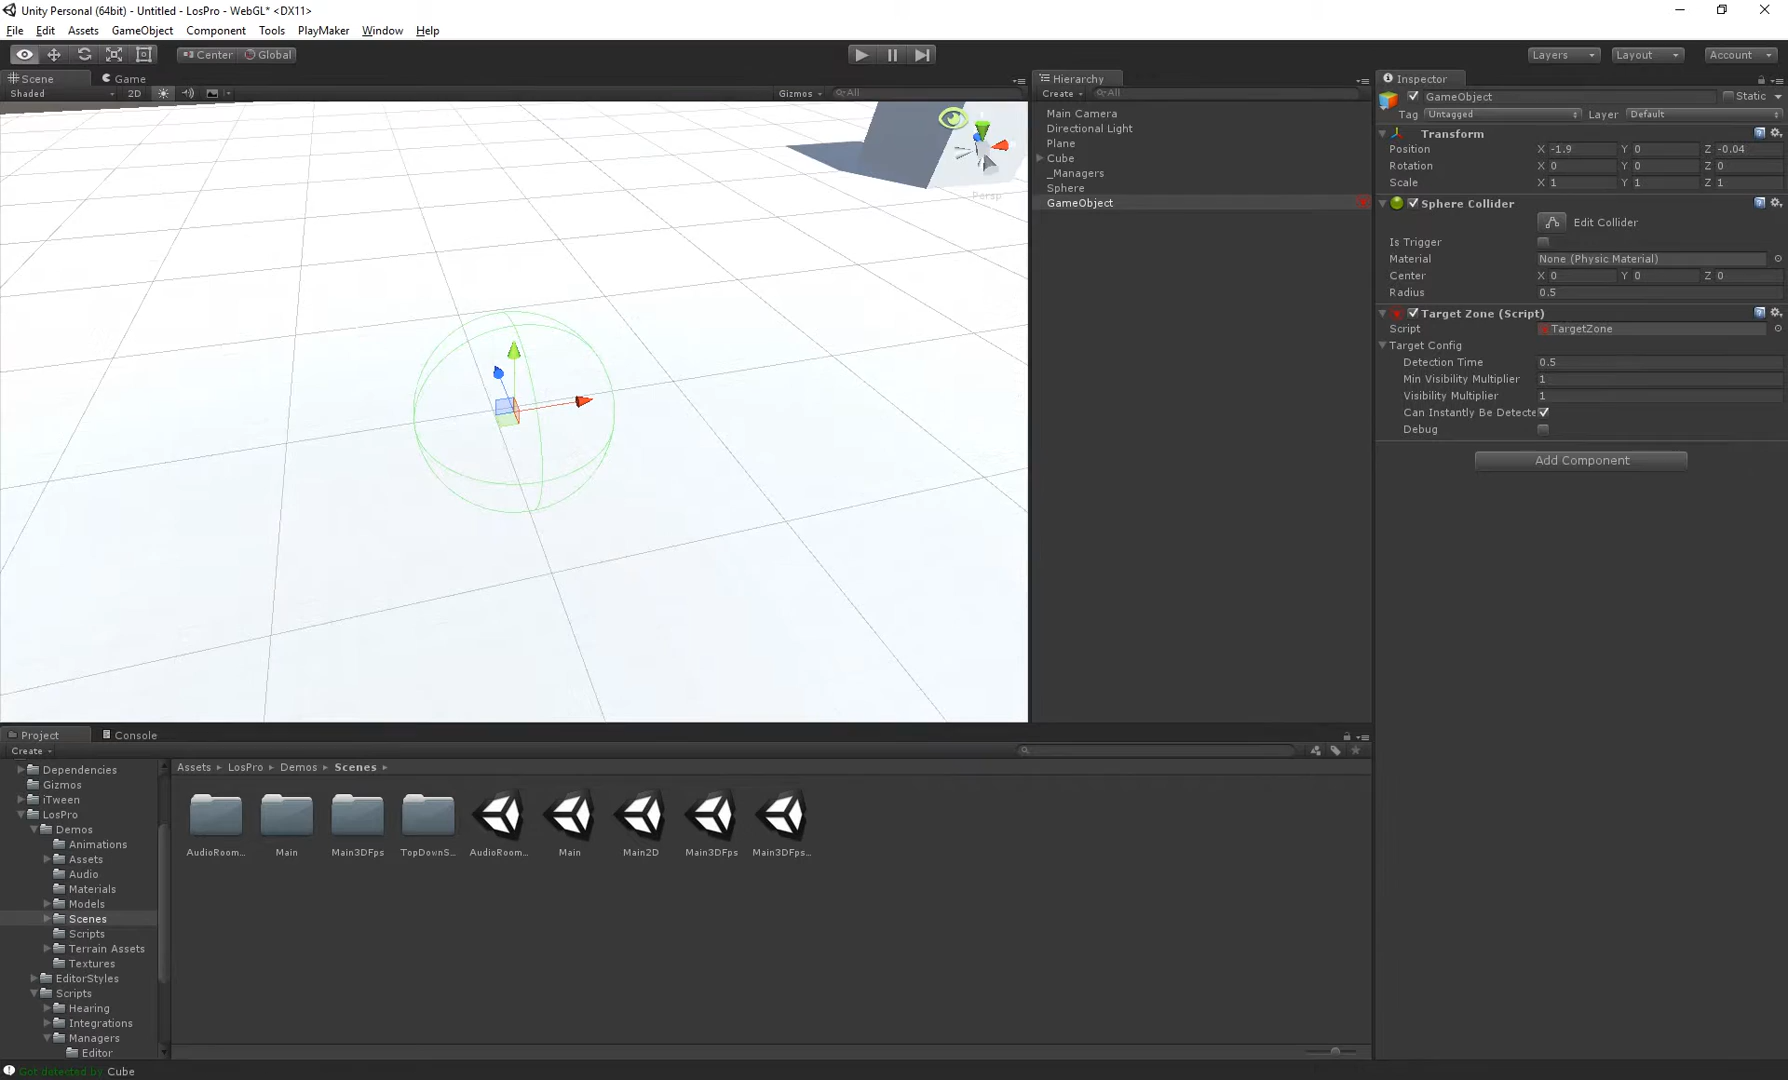 Unity Personal (64bit) - Untitled - LosPro - WebGL* <DX11>
File Edit Assets GameObject Component Tools PlayMaker Window Help
Center Global
Layers Layout Account
Scene Game
Shaded 2D Gizmos All
Persp
Hierarchy
Create All
Main Camera
Directional Light
Plane
Cube
_Managers
Sphere
GameObject
Inspector
GameObject Static
Tag Untagged Layer Default
Transform
Position X -1.9 Y 0 Z -0.04
Rotation X 0 Y 0 Z 0
Scale X 1 Y 1 Z 1
Sphere Collider
Edit Collider
Is Trigger
Material None (Physic Material)
Center X 0 Y 0 Z 0
Radius 0.5
Target Zone (Script)
Script TargetZone
Target Config
Detection Time 0.5
Min Visibility Multiplier 1
Visibility Multiplier 1
Can Instantly Be Detecte
Debug
Add Component
Project Console
Create
Dependencies
Gizmos
iTween
LosPro
Demos
Animations
Assets
Audio
Materials
Models
Scenes
Scripts
Terrain Assets
Textures
EditorStyles
Scripts
Hearing
Integrations
Managers
Editor
Assets LosPro Demos Scenes
AudioRoom... Main Main3DFps TopDownS... AudioRoom... Main Main2D Main3DFps Main3DFps...
Got detected by Cube